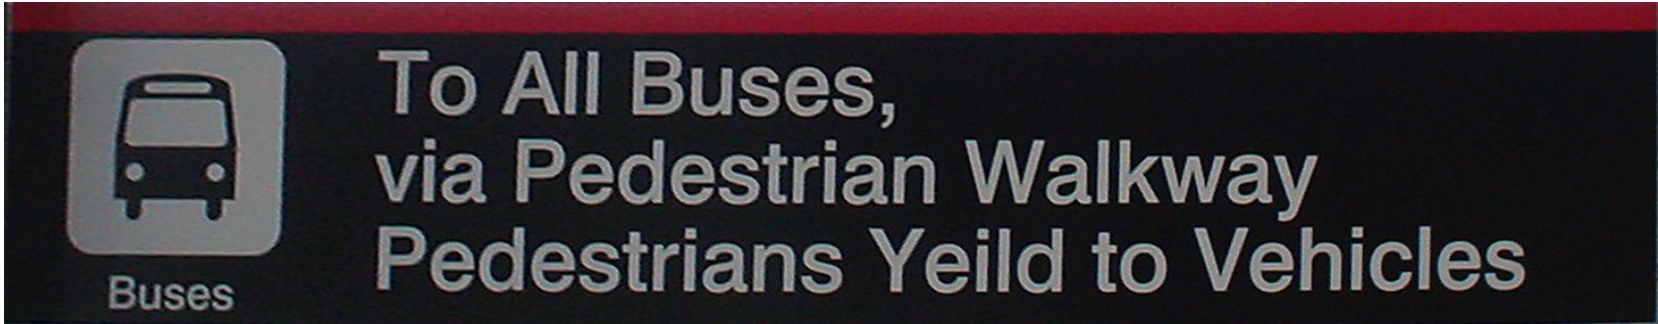 To All Buses,
via Pedestrian Walkway
Pedestrians Yeild to Vehicles
Buses